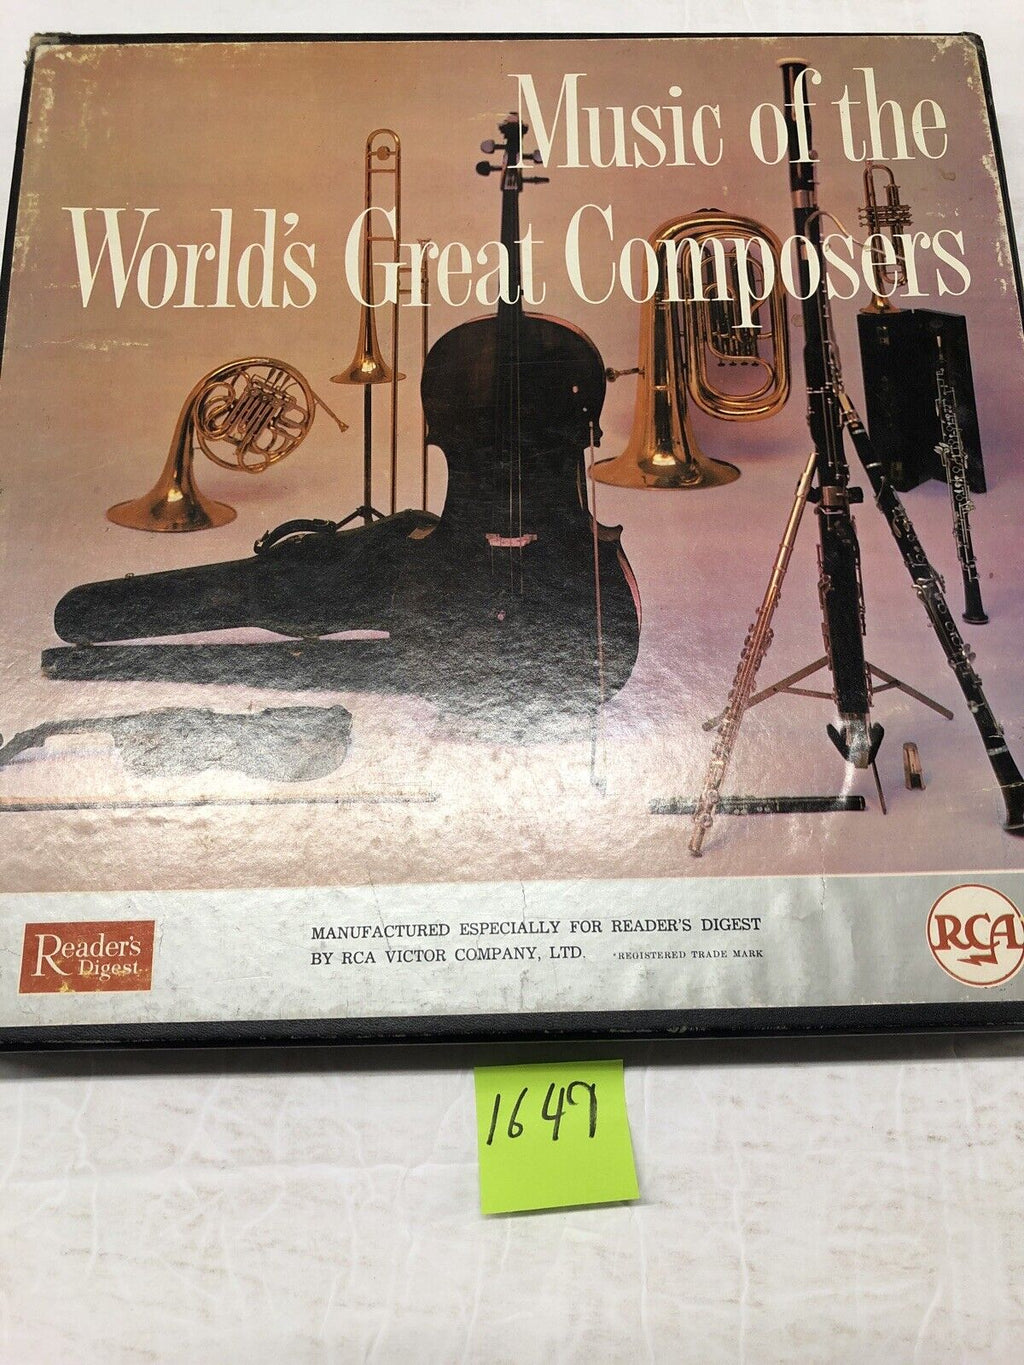 Music of the
World's Great Composers
Reader's
Digest
MANUFACTURED ESPECIALLY FOR READER'S DIGEST
BY RCA VICTOR COMPANY, LTD. *REGISTERED TRADE MARK
RCA
1647